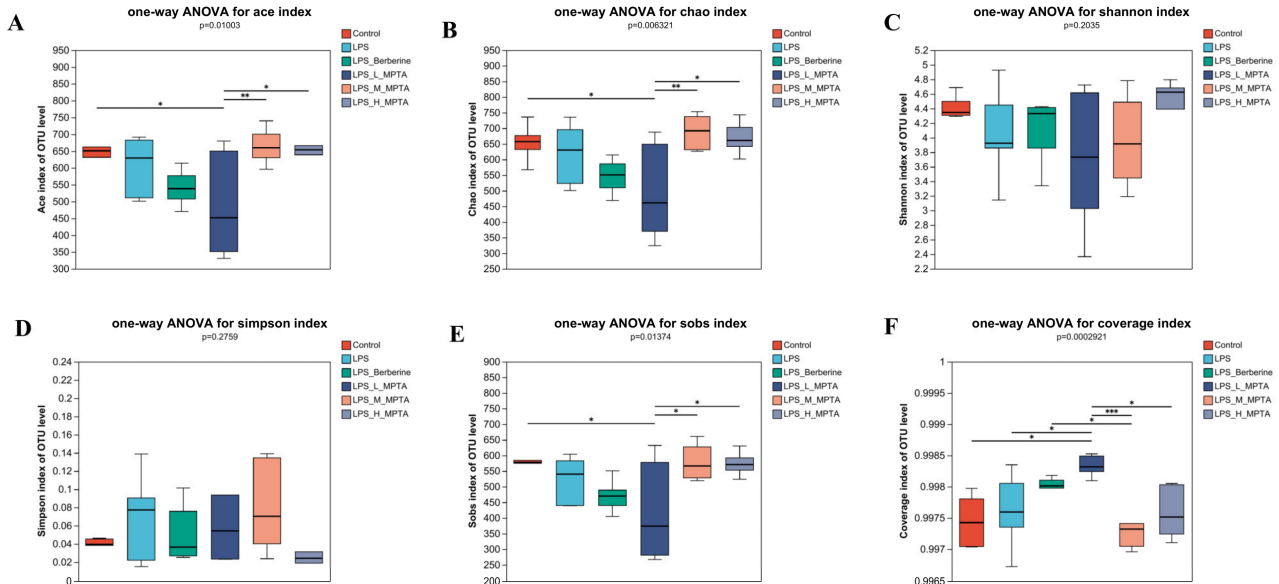 A
one-way ANOVA for ace index
p=0.01003
Ace index of OTU level
950
900
850
800
750
700
650
600
550
500
450
400
350
300
*
**
*
Control
LPS
LPS_Berberine
LPS_L_MPTA
LPS_M_MPTA
LPS_H_MPTA
B
one-way ANOVA for chao index
p=0.006321
Chao index of OTU level
950
900
850
800
750
700
650
600
550
500
450
400
350
300
250
*
**
*
Control
LPS
LPS_Berberine
LPS_L_MPTA
LPS_M_MPTA
LPS_H_MPTA
C
one-way ANOVA for shannon index
p=0.2035
Shannon index of OTU level
5.2
5
4.8
4.6
4.4
4.2
4
3.8
3.6
3.4
3.2
3
2.8
2.6
2.4
2.2
Control
LPS
LPS_Berberine
LPS_L_MPTA
LPS_M_MPTA
LPS_H_MPTA
D
one-way ANOVA for simpson index
p=0.2759
Simpson index of OTU level
0.24
0.22
0.2
0.18
0.16
0.14
0.12
0.1
0.08
0.06
0.04
0.02
0
Control
LPS
LPS_Berberine
LPS_L_MPTA
LPS_M_MPTA
LPS_H_MPTA
E
one-way ANOVA for sobs index
p=0.01374
Sobs index of OTU level
900
850
800
750
700
650
600
550
500
450
400
350
300
250
200
*
*
*
Control
LPS
LPS_Berberine
LPS_L_MPTA
LPS_M_MPTA
LPS_H_MPTA
F
one-way ANOVA for coverage index
p=0.0002921
Coverage index of OTU level
1
0.9995
0.999
0.9985
0.998
0.9975
0.997
0.9965
*
*
*
***
*
Control
LPS
LPS_Berberine
LPS_L_MPTA
LPS_M_MPTA
LPS_H_MPTA